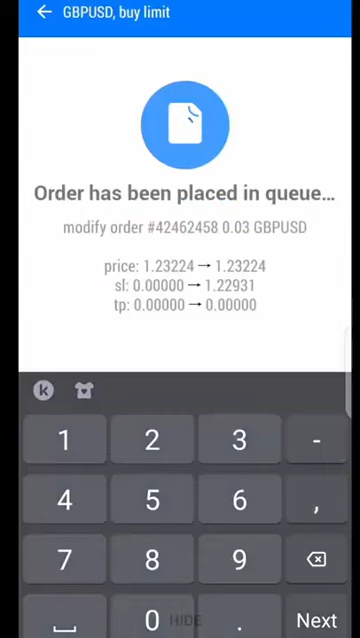 ← GBPUSD, buy limit
Order has been placed in queue...
modify order #42462458 0.03 GBPUSD
price: 1.23224 → 1.23224
sl: 0.00000 → 1.22931
tp: 0.00000 → 0.00000
K
1 2 3 -
4 5 6 ,
7 8 9
0 HIDE . Next